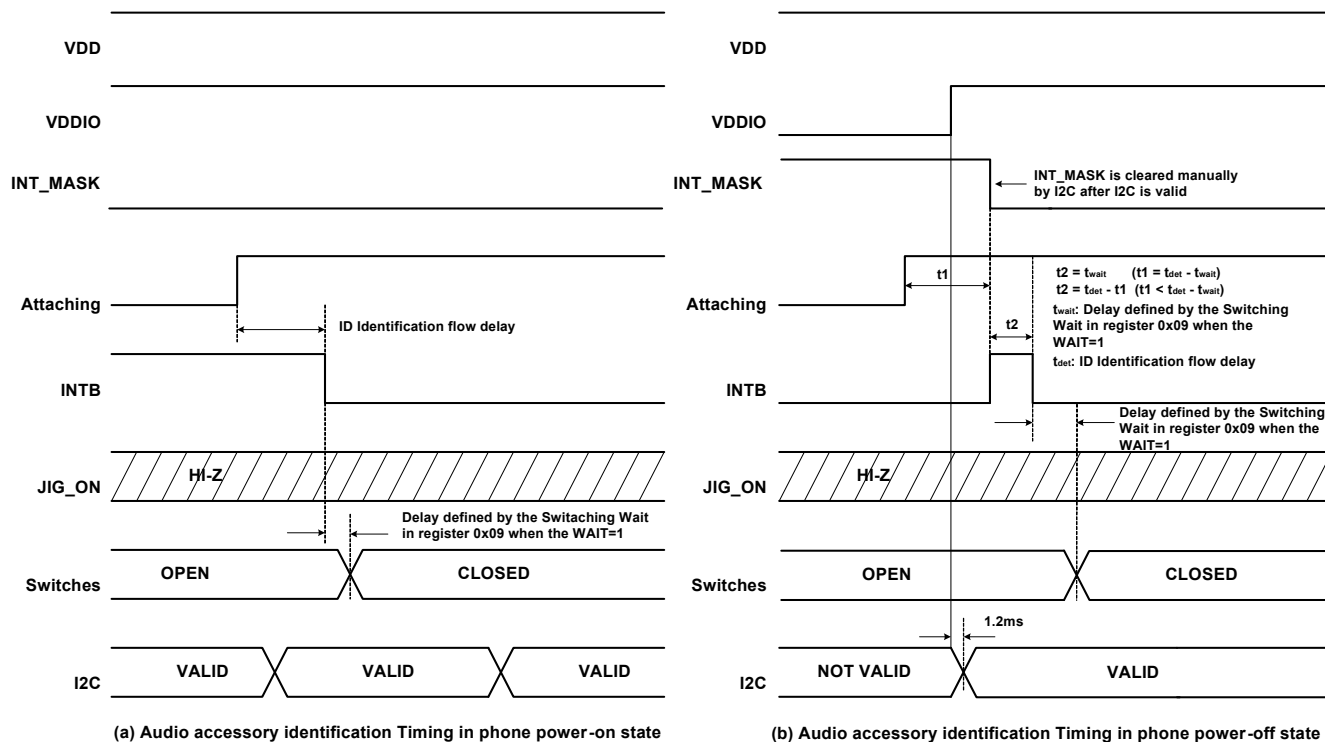 VDD
VDDIO
INT_MASK
Attaching
ID Identification flow delay
INTB
HI-Z
JIG_ON
Delay defined by the Switaching Wait
in register 0x09 when the WAIT=1
OPEN
CLOSED
Switches
VALID
VALID
VALID
I2C
(a) Audio accessory identification Timing in phone power-on state
VDD
VDDIO
INT_MASK is cleared manually
by I2C after I2C is valid
INT_MASK
t1
t2 = twait (t1 = tdet - twait)
t2 = tdet - t1 (t1 < tdet - twait)
twait: Delay defined by the Switching
Wait in register 0x09 when the
WAIT=1
tdet: ID Identification flow delay
Attaching
t2
INTB
Delay defined by the Switching
Wait in register 0x09 when the
WAIT=1
HI-Z
JIG_ON
OPEN
CLOSED
Switches
1.2ms
NOT VALID
VALID
I2C
(b) Audio accessory identification Timing in phone power-off state